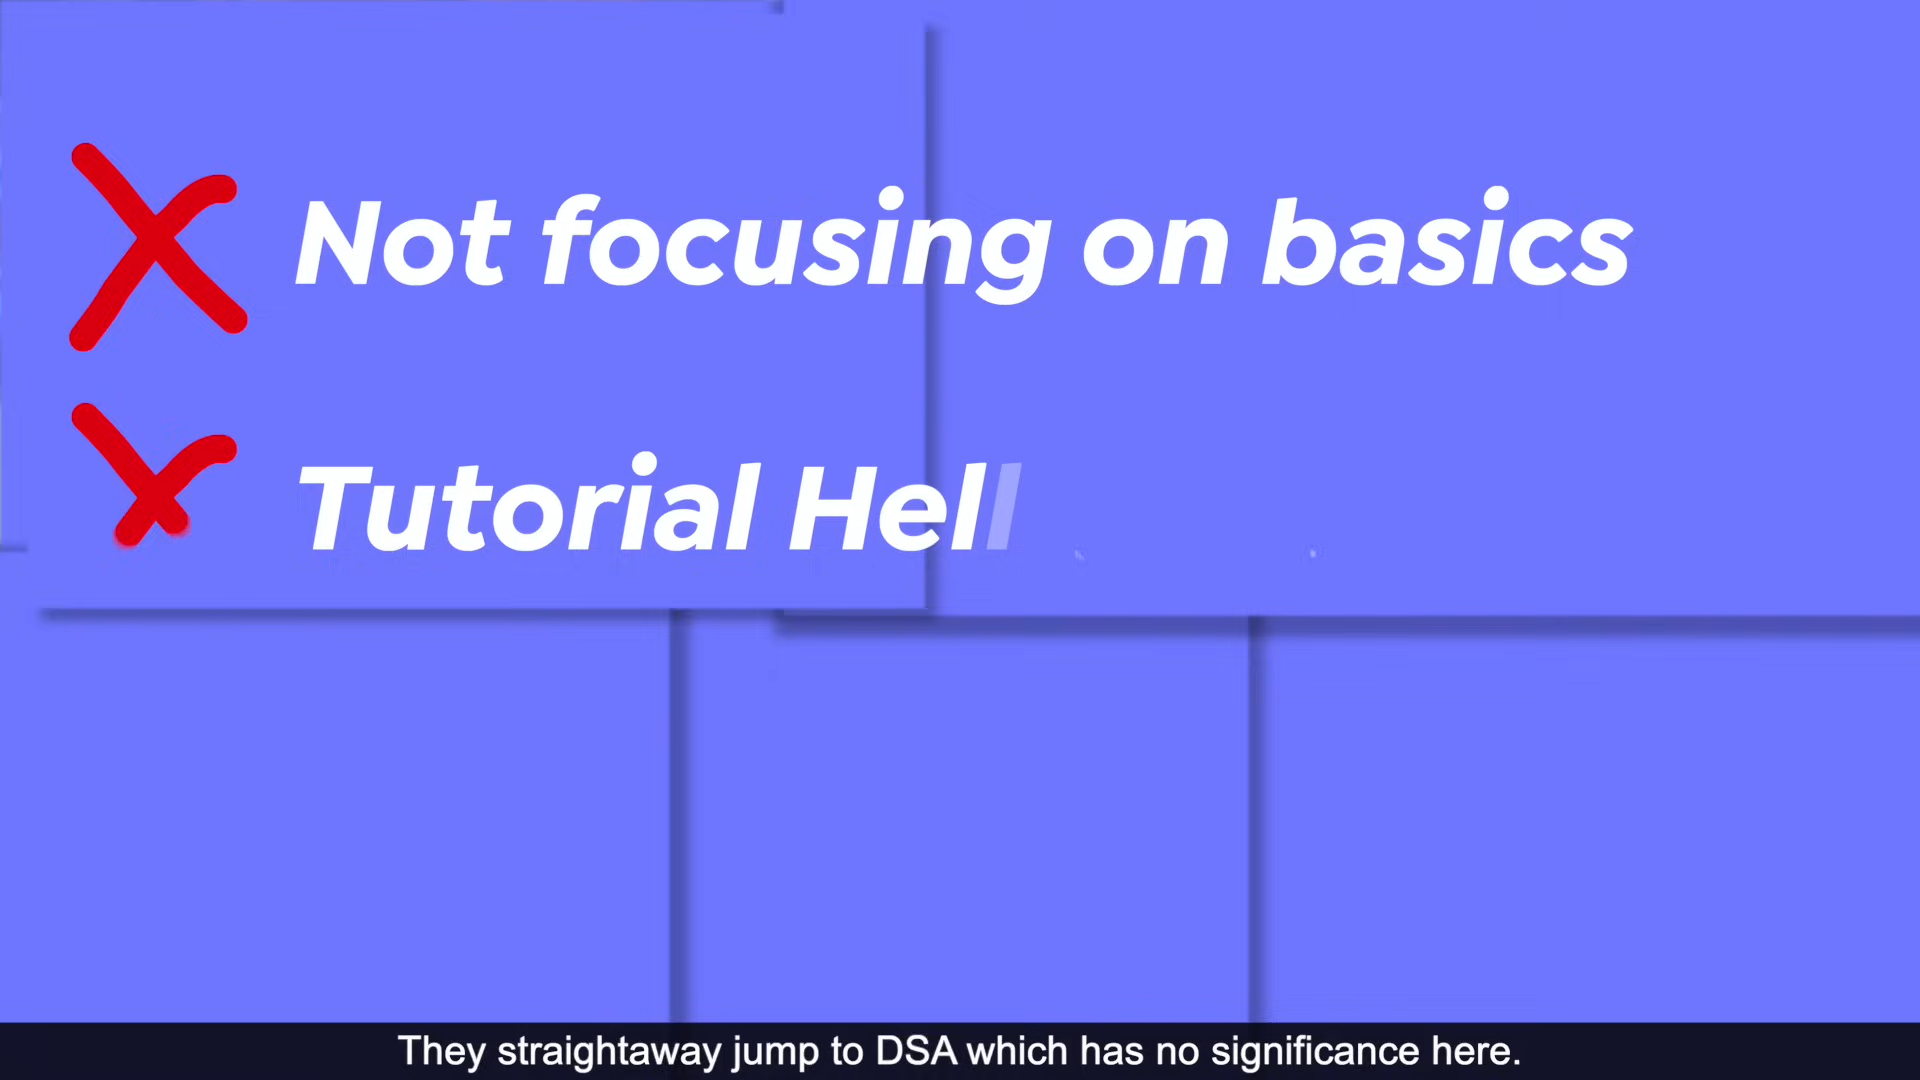 Not focusing on basics
Tutorial Hell
They straightaway jump to DSA which has no significance here.